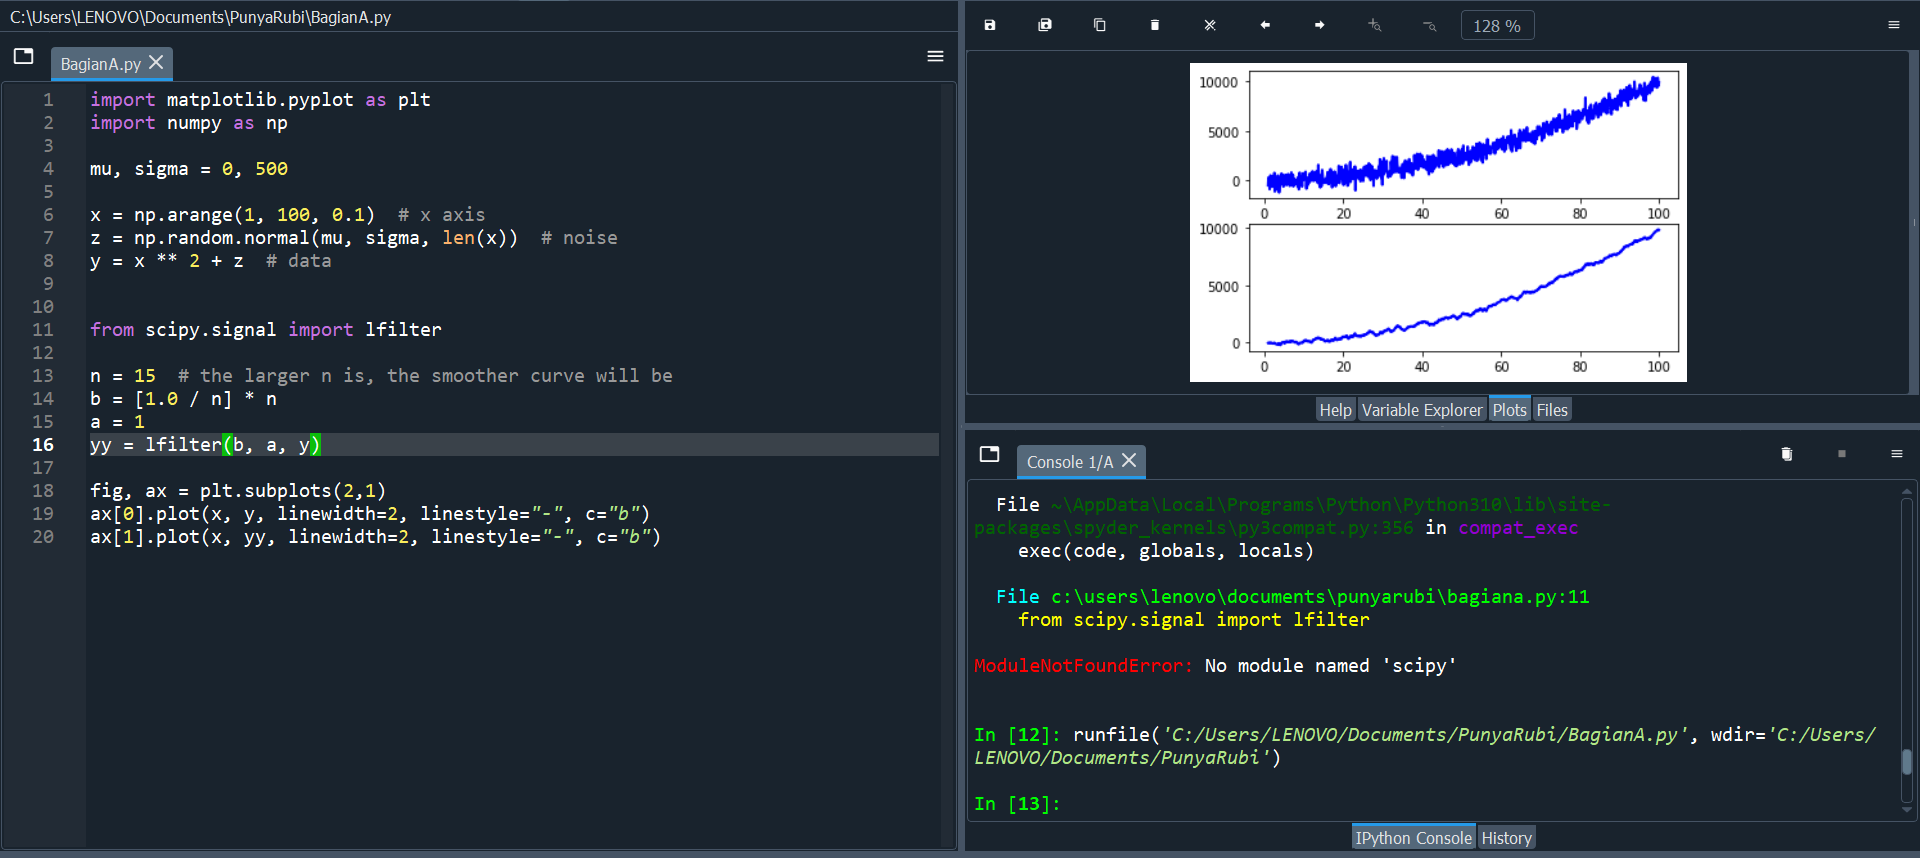 C:\Users\LENOVO\Documents\PunyaRubi\BagianA.py
BagianA.py
1 import matplotlib.pyplot as plt
2 import numpy as np
3
4 mu, sigma = 0, 500
5
6 x = np.arange(1, 100, 0.1)  # x axis
7 z = np.random.normal(mu, sigma, len(x))  # noise
8 y = x ** 2 + z  # data
9
10
11 from scipy.signal import lfilter
12
13 n = 15  # the larger n is, the smoother curve will be
14 b = [1.0 / n] * n
15 a = 1
16 yy = lfilter(b, a, y)
17
18 fig, ax = plt.subplots(2,1)
19 ax[0].plot(x, y, linewidth=2, linestyle="-", c="b")
20 ax[1].plot(x, yy, linewidth=2, linestyle="-", c="b")
128 %
10000
5000
0
0 20 40 60 80 100
10000
5000
0
0 20 40 60 80 100
Help Variable Explorer Plots Files
Console 1/A
File ~\AppData\Local\Programs\Python\Python310\lib\site-
packages\spyder_kernels\py3compat.py:356 in compat_exec
exec(code, globals, locals)
File c:\users\lenovo\documents\punyarubi\bagiana.py:11
from scipy.signal import lfilter
ModuleNotFoundError: No module named 'scipy'
In [12]: runfile('C:/Users/LENOVO/Documents/PunyaRubi/BagianA.py', wdir='C:/Users/
LENOVO/Documents/PunyaRubi')
In [13]:
IPython Console History